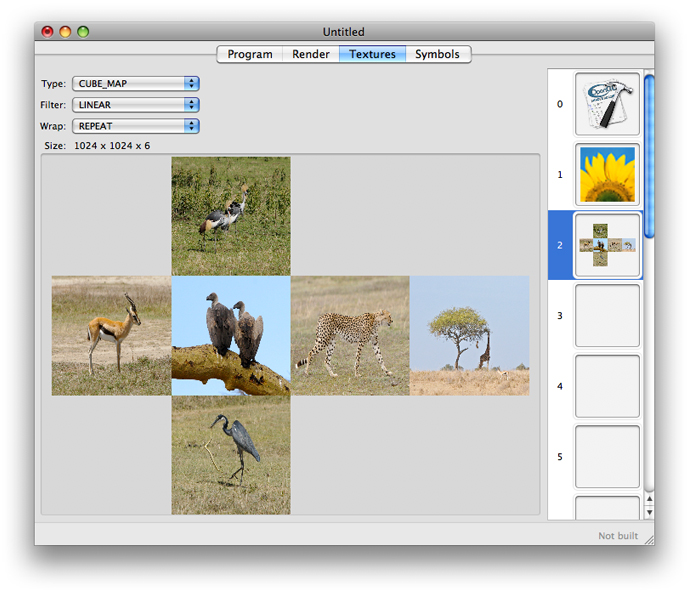 Untitled
Program Render Textures Symbols
Type: CUBE_MAP
Filter: LINEAR
Wrap: REPEAT
Size: 1024 x 1024 x 6
0
1
2
3
4
5
Not built